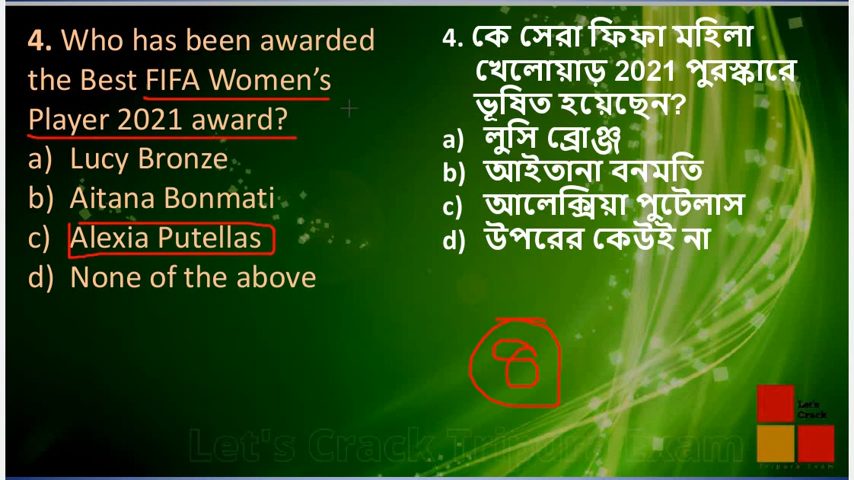 4. Who has been awarded
the Best FIFA Women's
Player 2021 award?
a) Lucy Bronze
b) Aitana Bonmati
c) Alexia Putellas
d) None of the above
4. কে সেরা ফিফা মহিলা
খেলোয়াড় 2021 পুরস্কারে
ভূষিত হয়েছেন?
a) লুসি ব্রোঞ্জ
b) আইতানা বনমতি
c) আলেক্সিয়া পুটেলাস
d) উপরের কেউই না
Let's
Crack
Tripura Exam
Let's Crack Tripura Exam